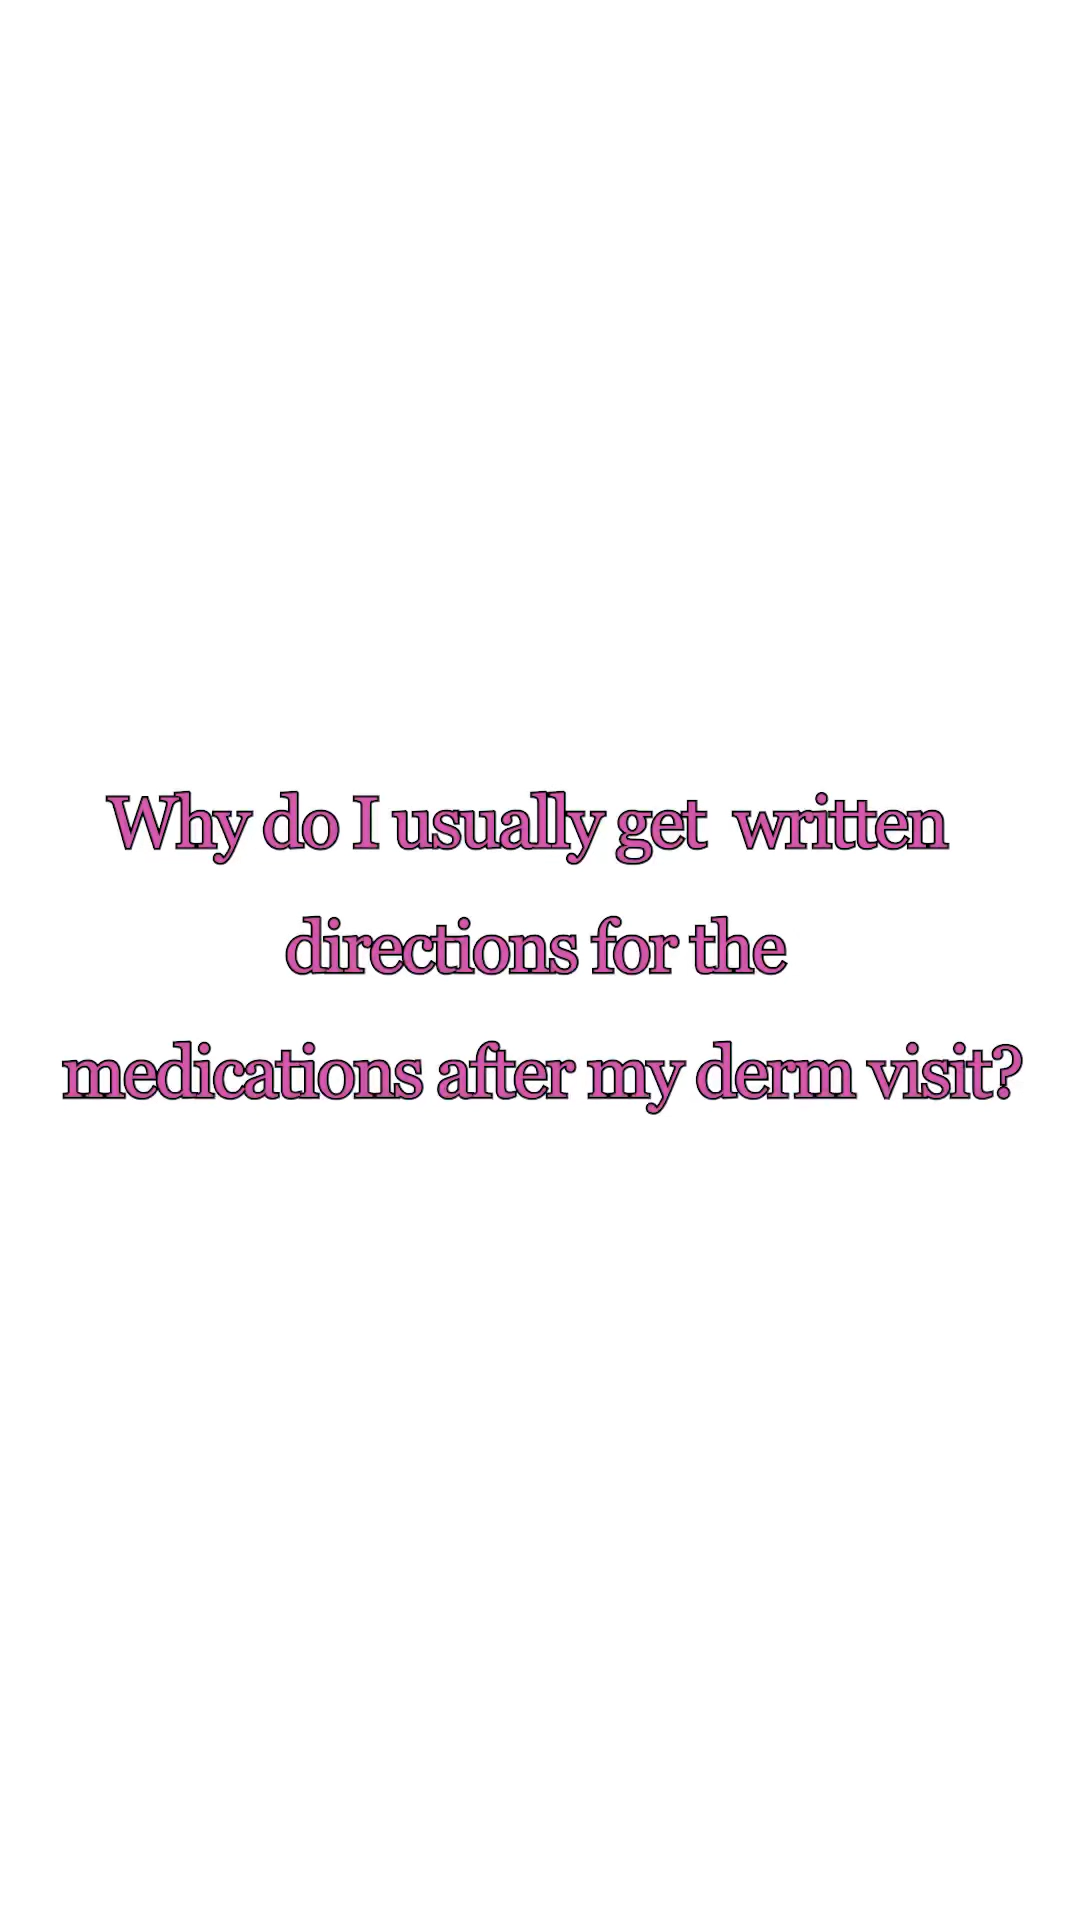 Why do I usually get  written
directions for the
medications after my derm visit?